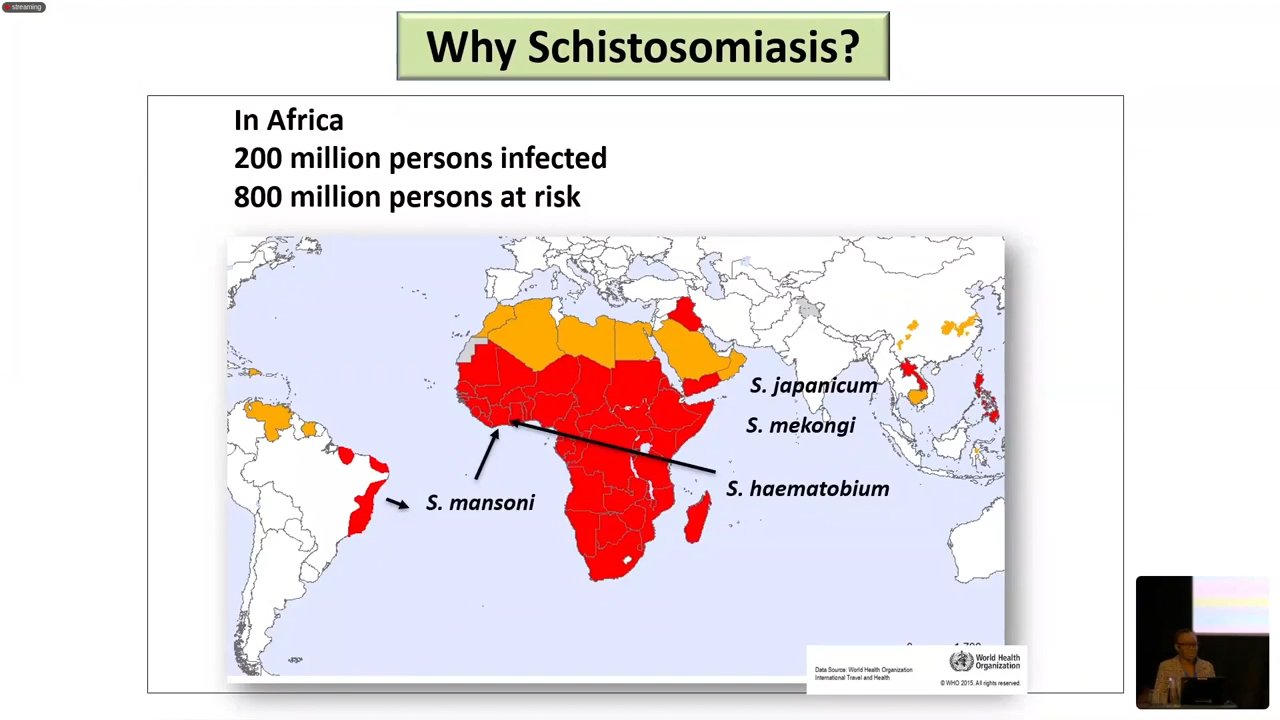 streaming
Why Schistosomiasis?
In Africa
200 million persons infected
800 million persons at risk
S. japanicum
S. mekongi
S. haematobium
S. mansoni
Data Source: World Health Organization
International Travel and Health
World Health
Organization
© WHO 2015. All rights reserved.